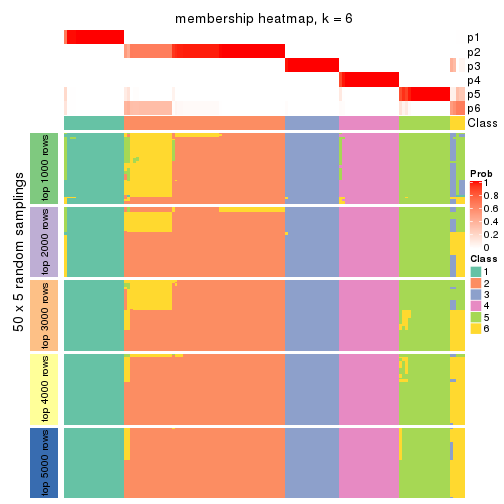 membership heatmap, k = 6
p1
p2
p3
p4
p5
p6
Class
50 x 5 random samplings
top 1000 rows
top 2000 rows
top 3000 rows
top 4000 rows
top 5000 rows
Prob
1
0.8
0.6
0.4
0.2
0
Class
1
2
3
4
5
6